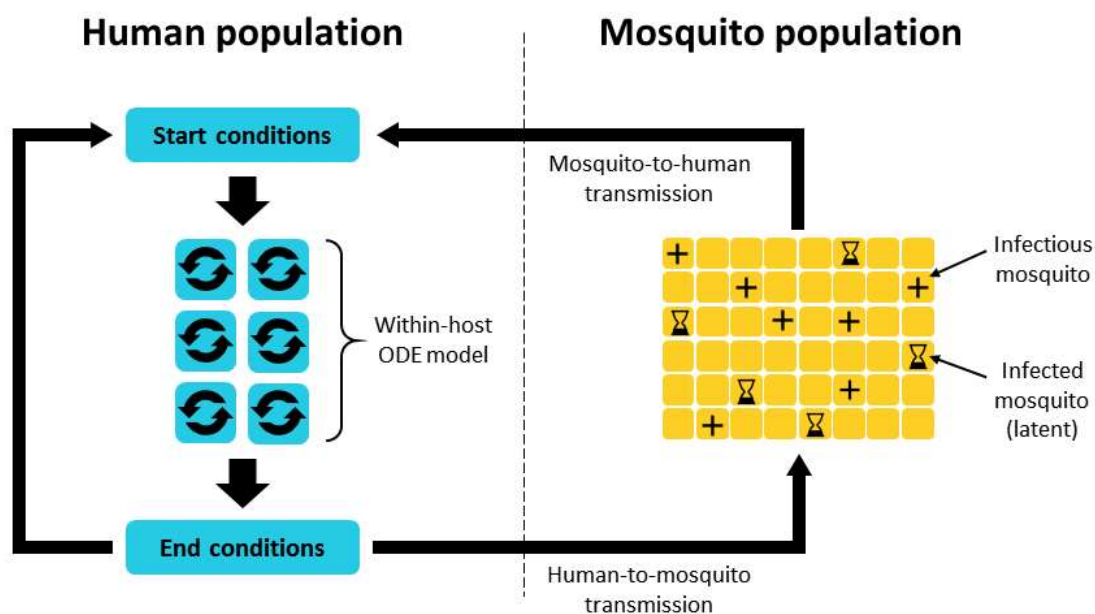 Human population
Mosquito population
Start conditions
Mosquito-to-human
transmission
Infectious
mosquito
Within-host
ODE model
Infected
mosquito
(latent)
End conditions
Human-to-mosquito
transmission